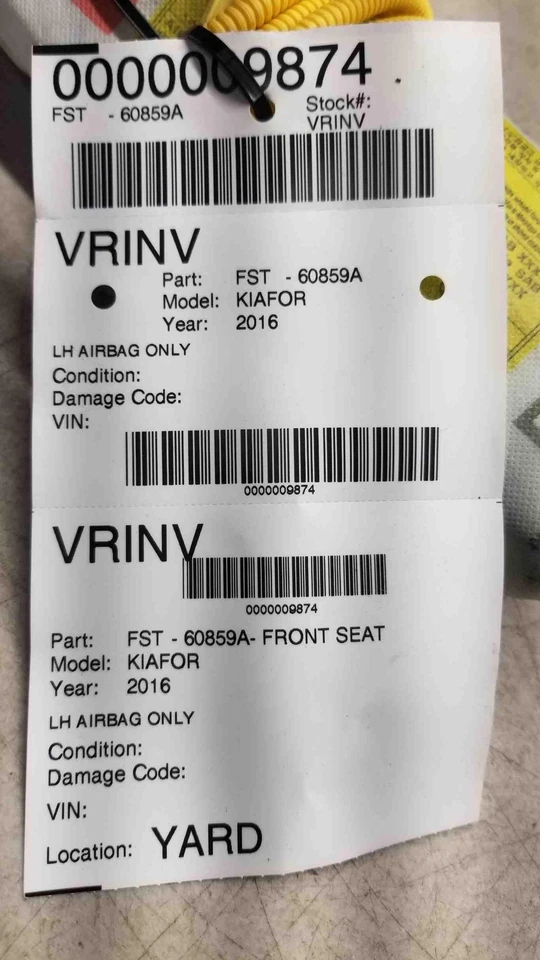 0000009874
FST - 60859A
Stock#:
VRINV
VRINV
Part: FST - 60859A
Model: KIAFOR
Year: 2016
LH AIRBAG ONLY
Condition:
Damage Code:
VIN:
0000009874
VRINV
0000009874
Part: FST - 60859A- FRONT SEAT
Model: KIAFOR
Year: 2016
LH AIRBAG ONLY
Condition:
Damage Code:
VIN:
Location: YARD